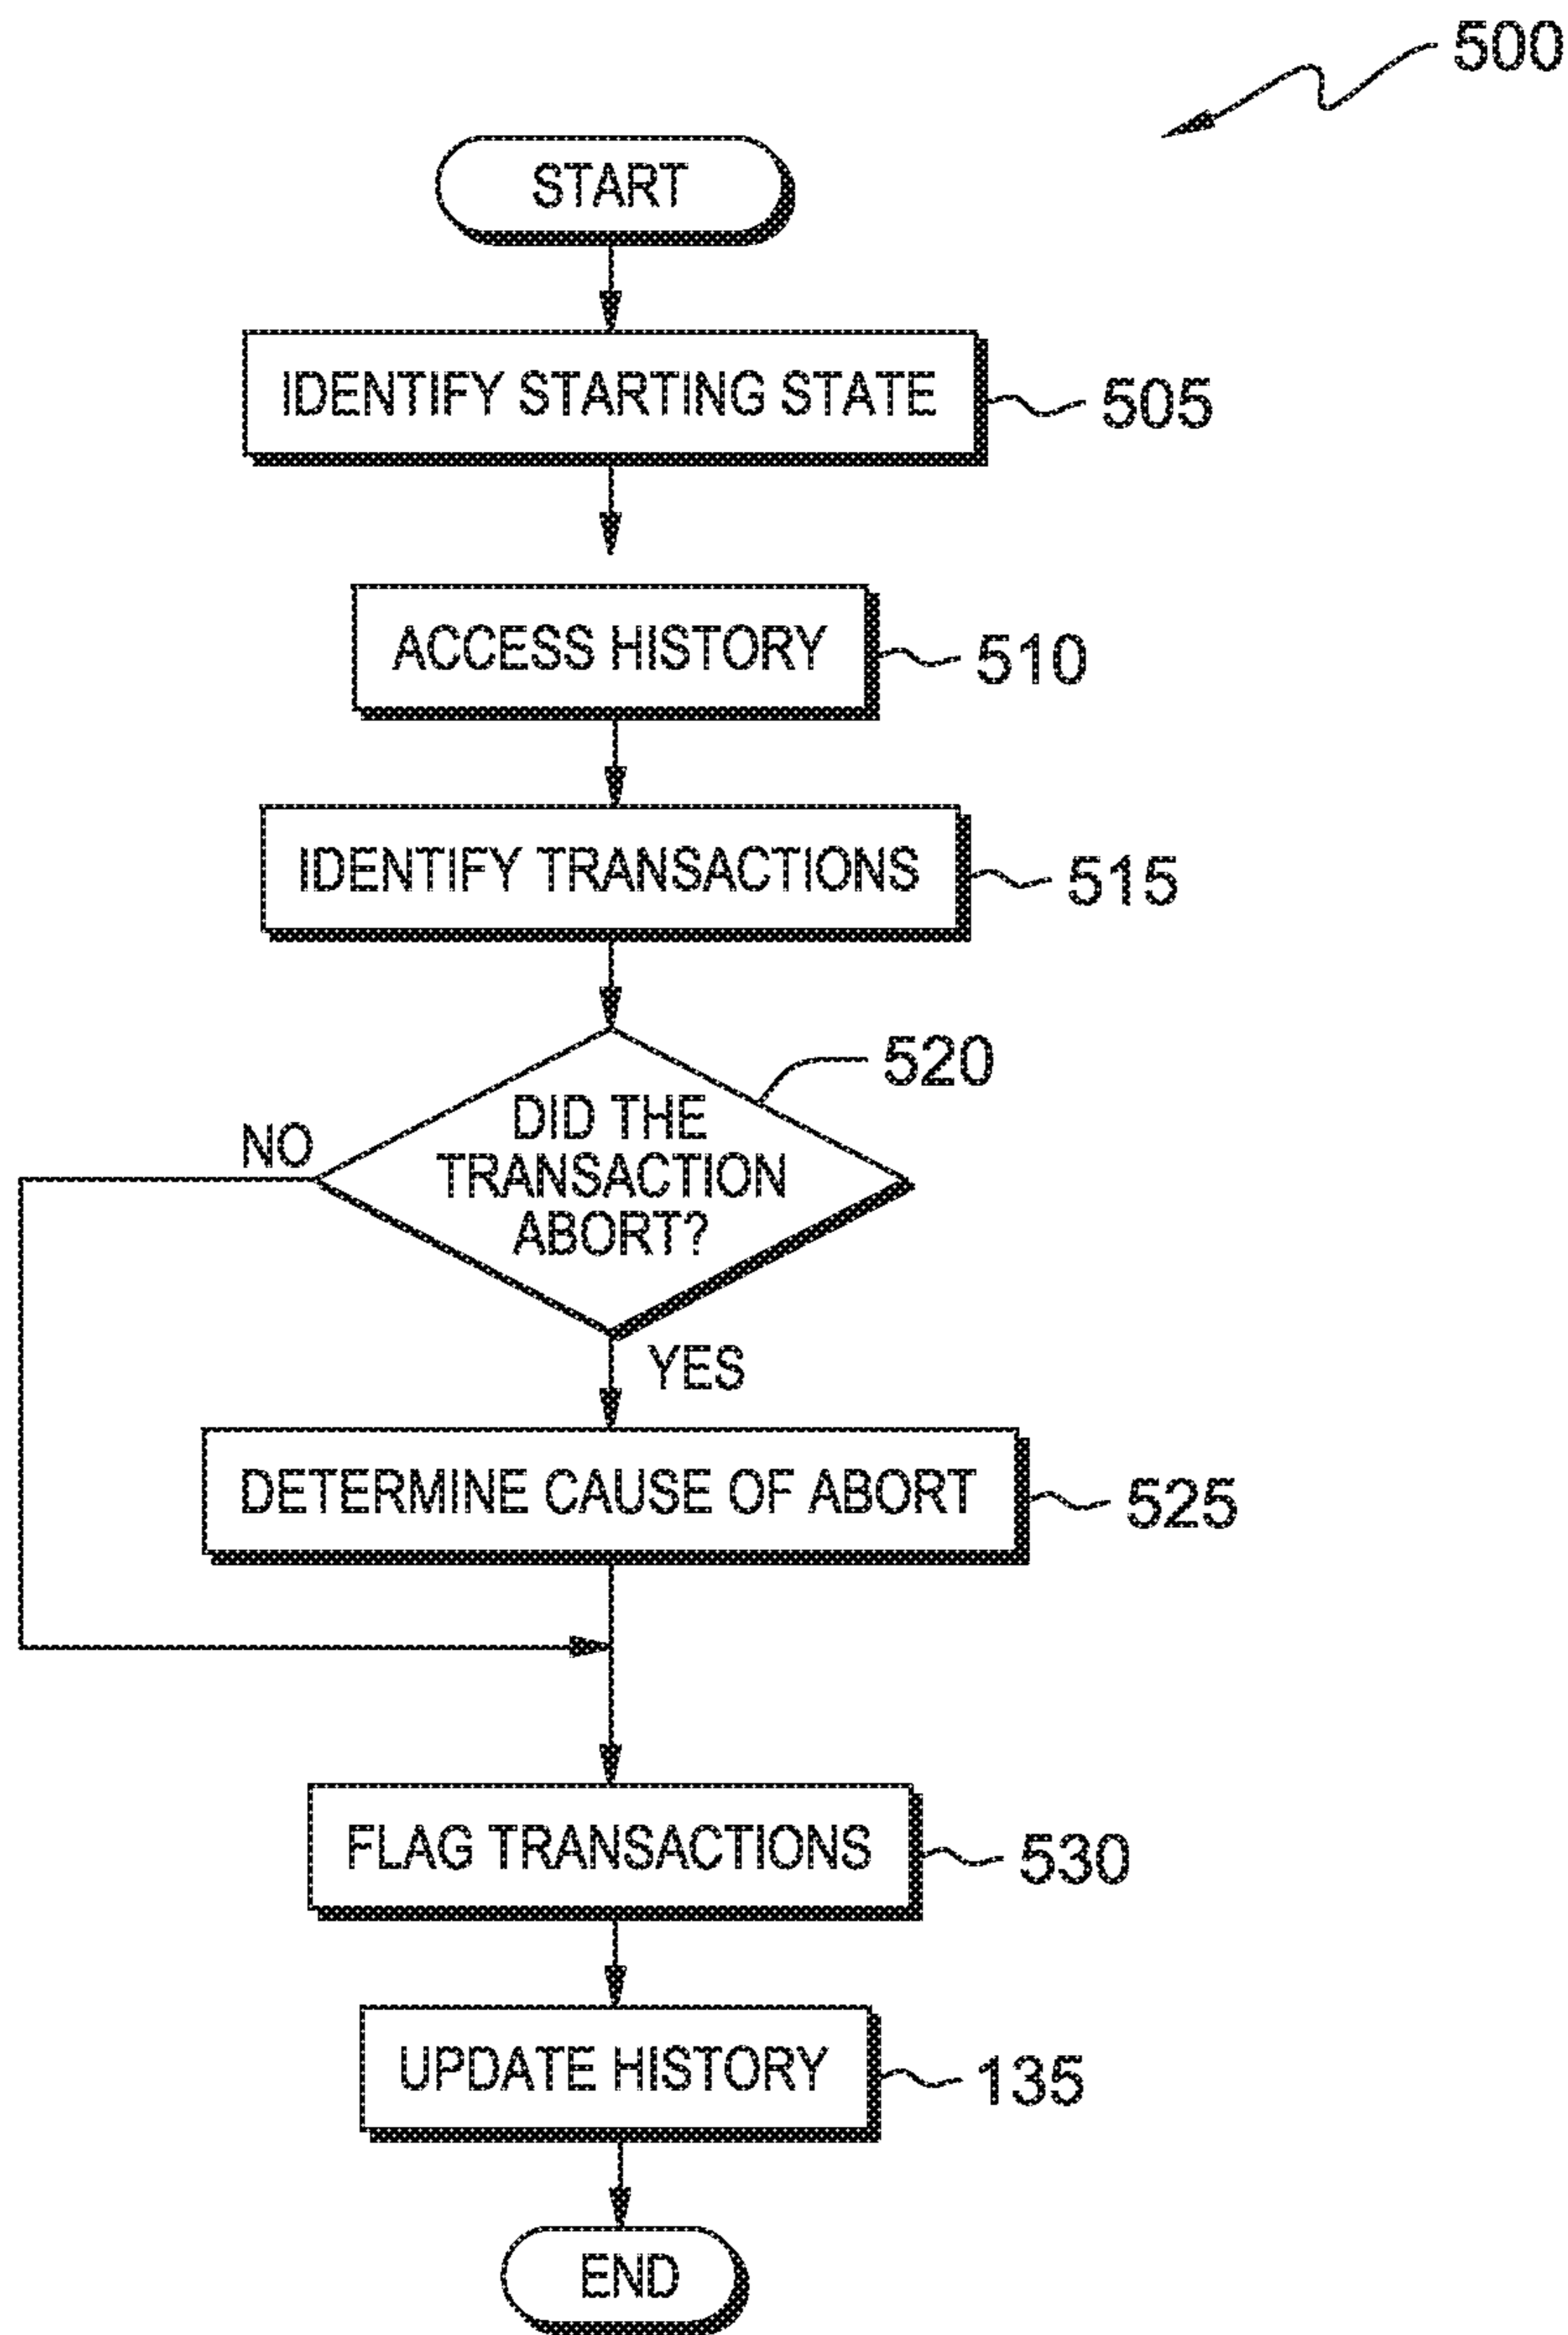 500
START
IDENTIFY STARTING STATE
505
ACCESS HISTORY
510
IDENTIFY TRANSACTIONS
515
520
DID THE
TRANSACTION
ABORT?
NO
YES
DETERMINE CAUSE OF ABORT
525
FLAG TRANSACTIONS
530
UPDATE HISTORY
135
END